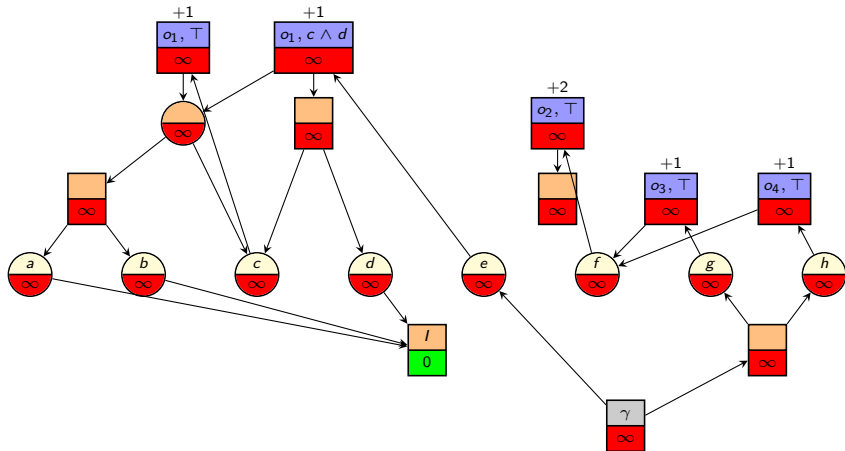 +1 +1
o₁, ⊤ o₁, c ∧ d
∞ ∞
+2
o₂, ⊤
∞ ∞ ∞
+1 +1
o₃, ⊤ o₄, ⊤
∞ ∞ ∞ ∞
a b c d e f g h
∞ ∞ ∞ ∞ ∞ ∞ ∞ ∞
I
0 ∞
γ
∞